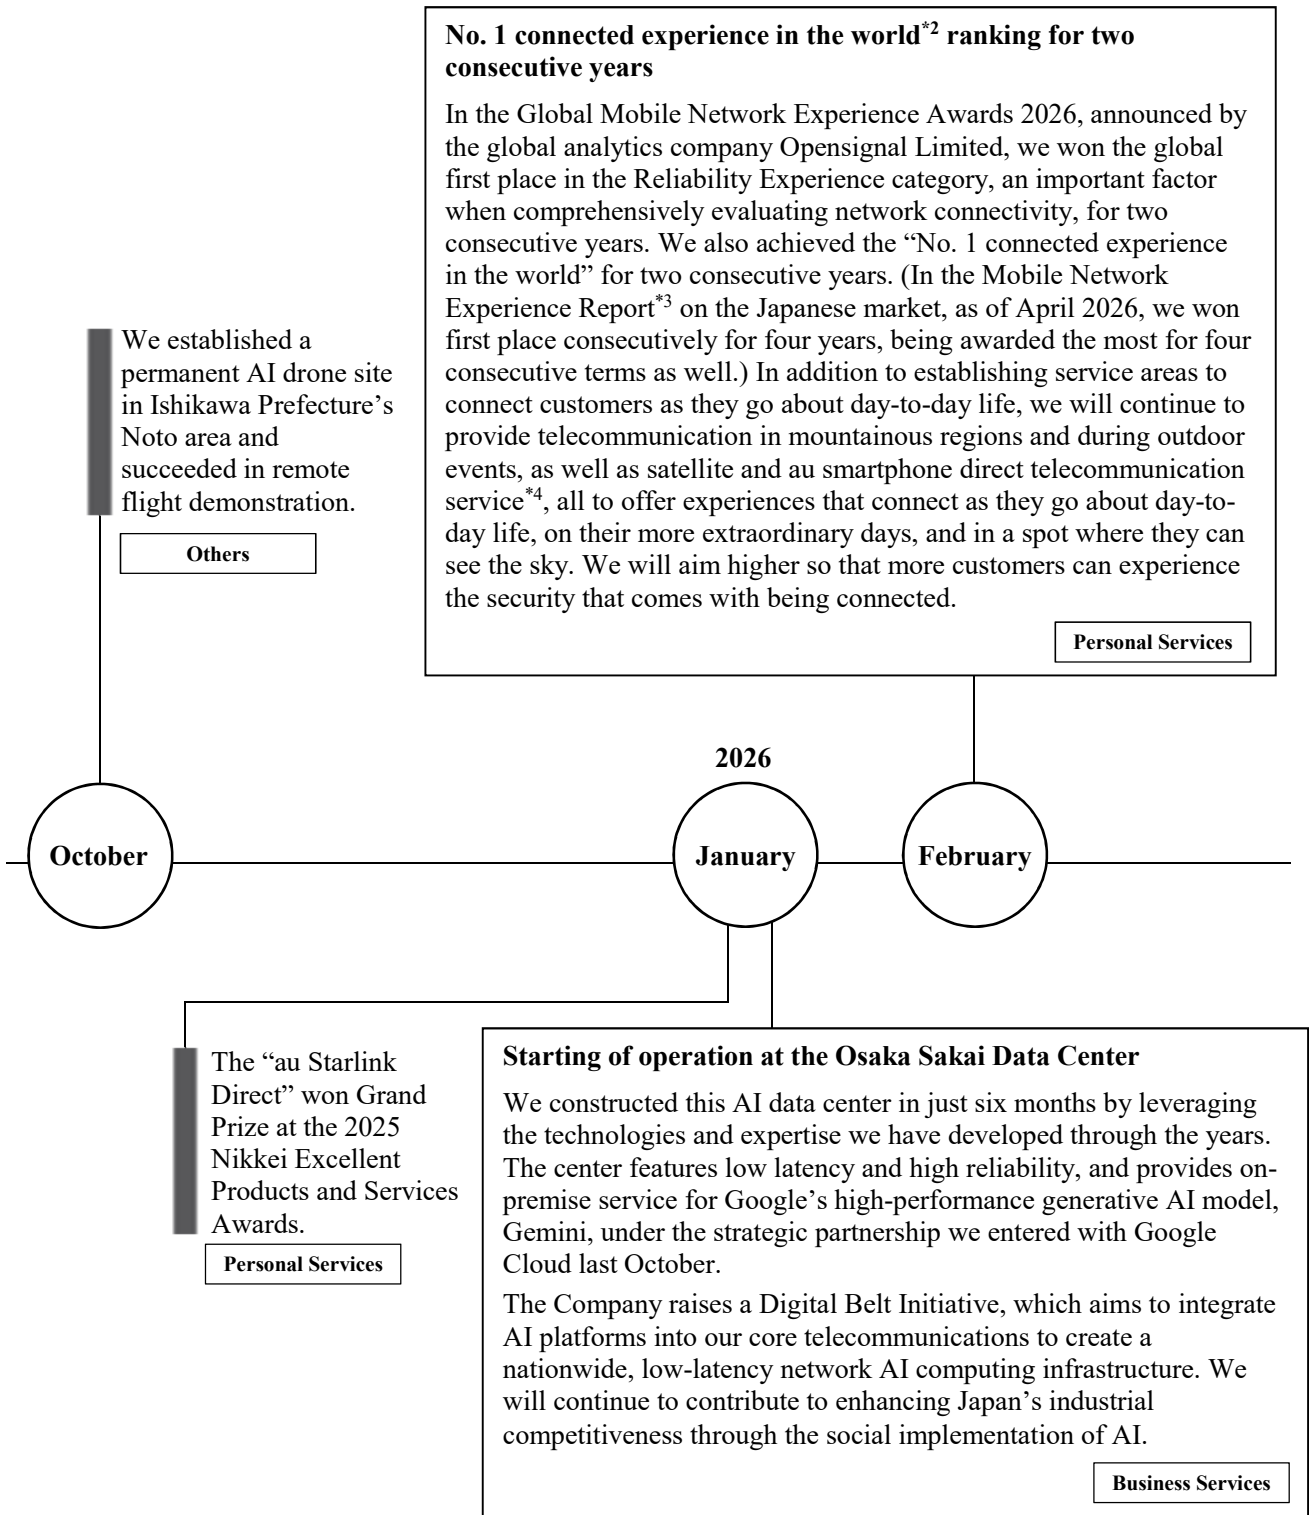 No. 1 connected experience in the world*2 ranking for two
consecutive years
In the Global Mobile Network Experience Awards 2026, announced by
the global analytics company Opensignal Limited, we won the global
first place in the Reliability Experience category, an important factor
when comprehensively evaluating network connectivity, for two
consecutive years. We also achieved the “No. 1 connected experience
in the world” for two consecutive years. (In the Mobile Network
Experience Report*3 on the Japanese market, as of April 2026, we won
first place consecutively for four years, being awarded the most for four
consecutive terms as well.) In addition to establishing service areas to
connect customers as they go about day-to-day life, we will continue to
provide telecommunication in mountainous regions and during outdoor
events, as well as satellite and au smartphone direct telecommunication
service*4, all to offer experiences that connect as they go about day-to-
day life, on their more extraordinary days, and in a spot where they can
see the sky. We will aim higher so that more customers can experience
the security that comes with being connected.
Personal Services
We established a
permanent AI drone site
in Ishikawa Prefecture’s
Noto area and
succeeded in remote
flight demonstration.
Others
2026
October
January
February
The “au Starlink
Direct” won Grand
Prize at the 2025
Nikkei Excellent
Products and Services
Awards.
Personal Services
Starting of operation at the Osaka Sakai Data Center
We constructed this AI data center in just six months by leveraging
the technologies and expertise we have developed through the years.
The center features low latency and high reliability, and provides on-
premise service for Google’s high-performance generative AI model,
Gemini, under the strategic partnership we entered with Google
Cloud last October.
The Company raises a Digital Belt Initiative, which aims to integrate
AI platforms into our core telecommunications to create a
nationwide, low-latency network AI computing infrastructure. We
will continue to contribute to enhancing Japan’s industrial
competitiveness through the social implementation of AI.
Business Services